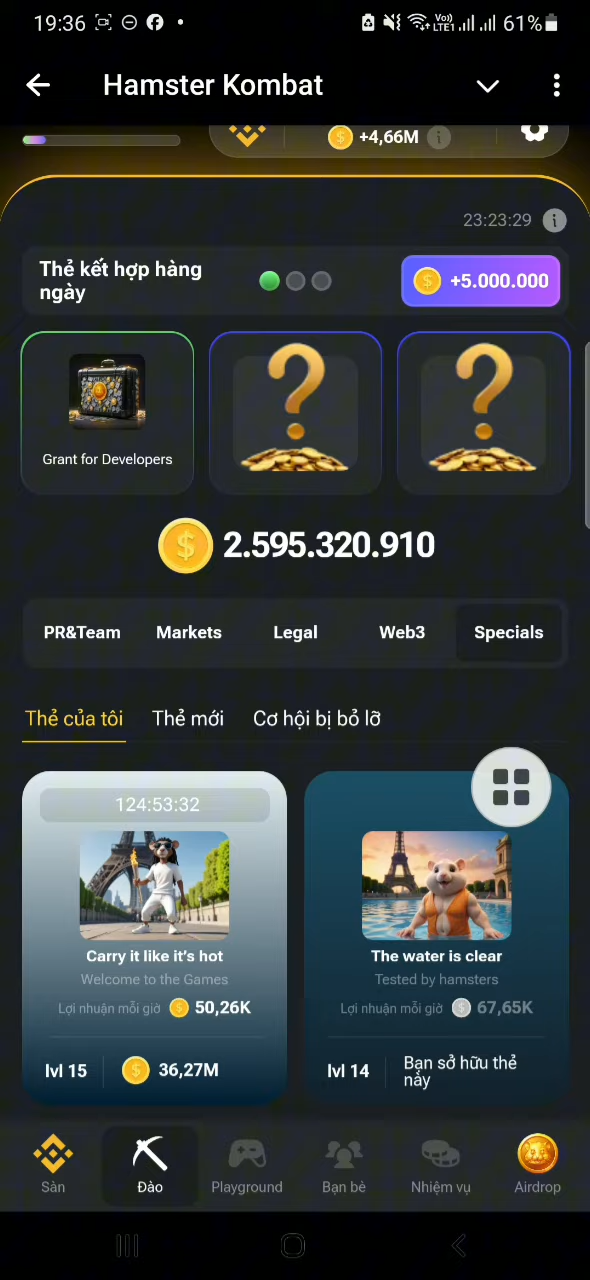 19:36 Vo)) LTE1 61%
Hamster Kombat
+4,66M
23:23:29
Thẻ kết hợp hàng
ngày
+5.000.000
Grant for Developers
2.595.320.910
PR&Team Markets Legal Web3 Specials
Thẻ của tôi Thẻ mới Cơ hội bị bỏ lỡ
124:53:32
Carry it like it's hot
Welcome to the Games
Lợi nhuận mỗi giờ 50,26K
lvl 15 36,27M
The water is clear
Tested by hamsters
Lợi nhuận mỗi giờ 67,65K
lvl 14 Bạn sở hữu thẻ
này
Sàn Đào Playground Bạn bè Nhiệm vụ Airdrop